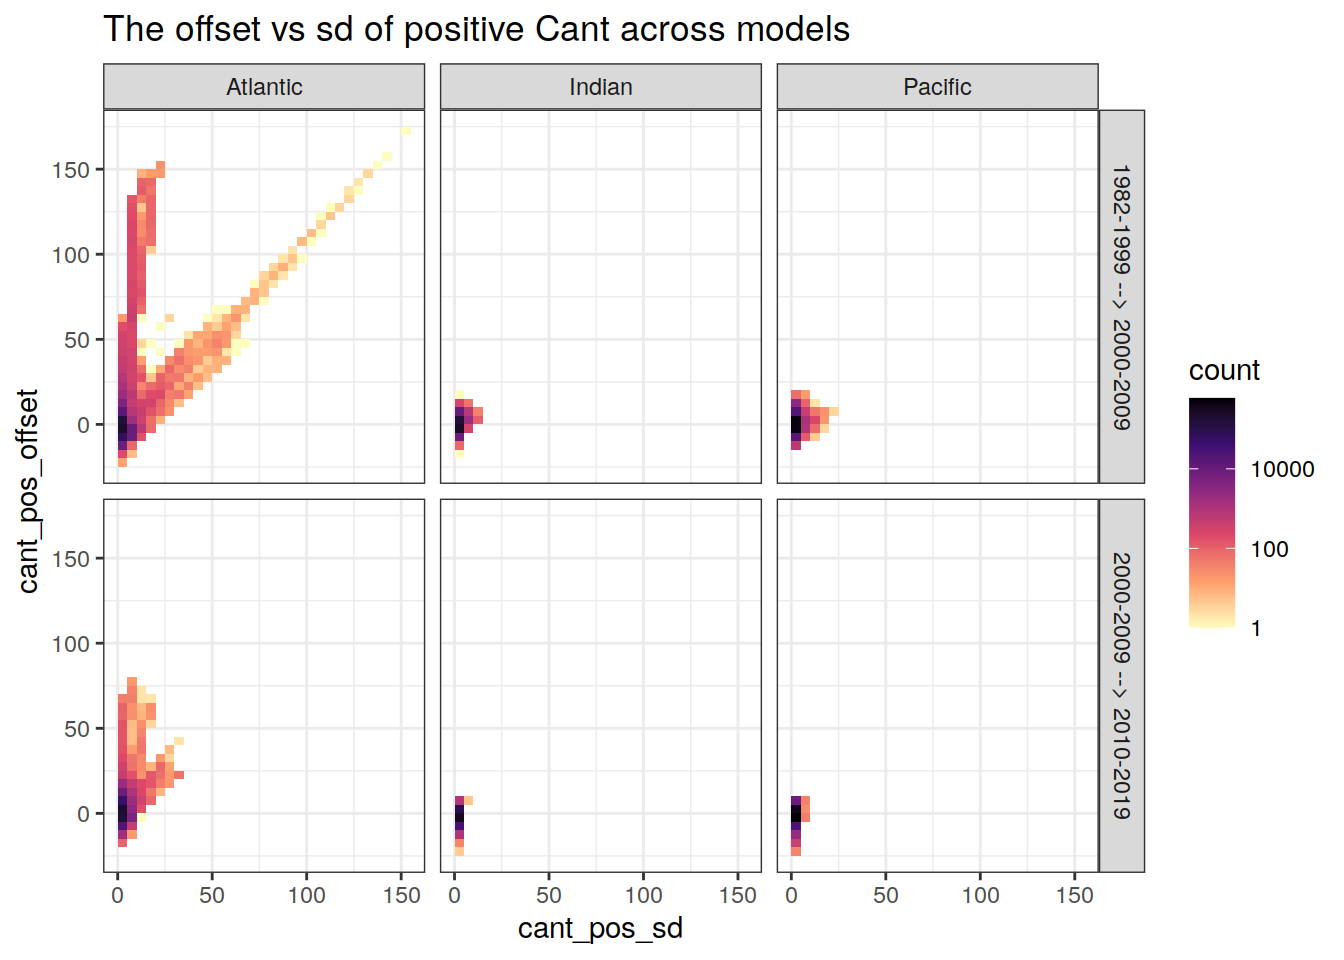 The offset vs sd of positive Cant across models
Atlantic Indian Pacific
150
100
50
0
1982-1999 --> 2000-2009
150
100
50
0
2000-2009 --> 2010-2019
cant_pos_offset
0 50 100 150 0 50 100 150 0 50 100 150
cant_pos_sd
count
10000
100
1